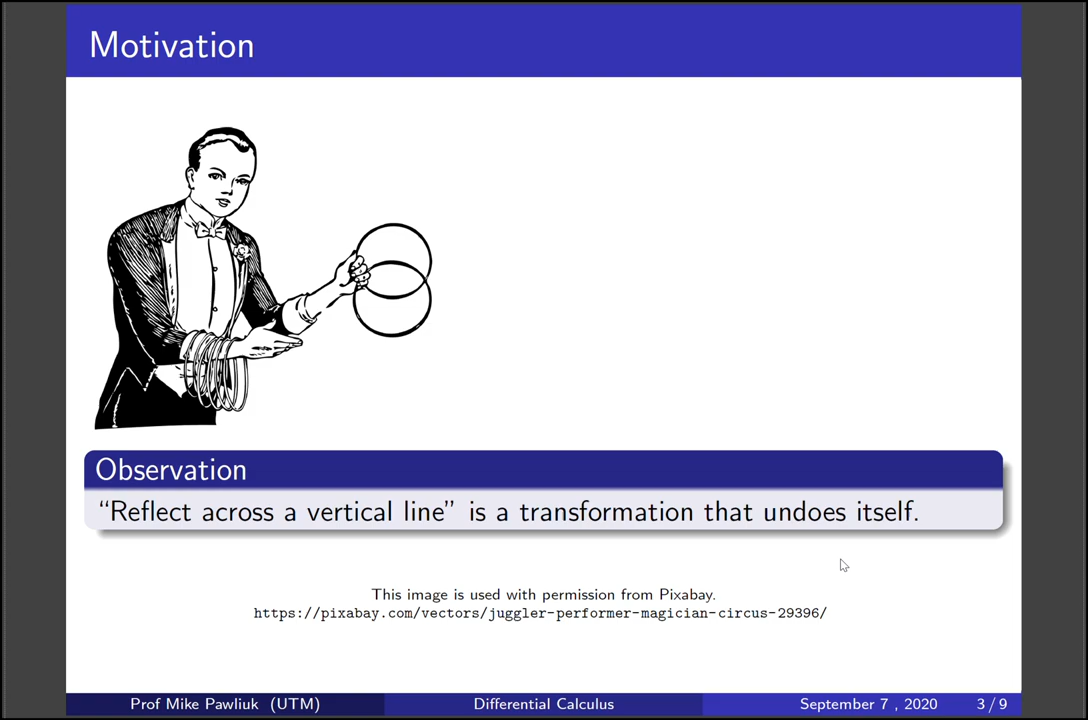 Motivation
Observation
“Reflect across a vertical line” is a transformation that undoes itself.
This image is used with permission from Pixabay.
https://pixabay.com/vectors/juggler-performer-magician-circus-29396/
Prof Mike Pawliuk (UTM) Differential Calculus September 7 , 2020 3 / 9